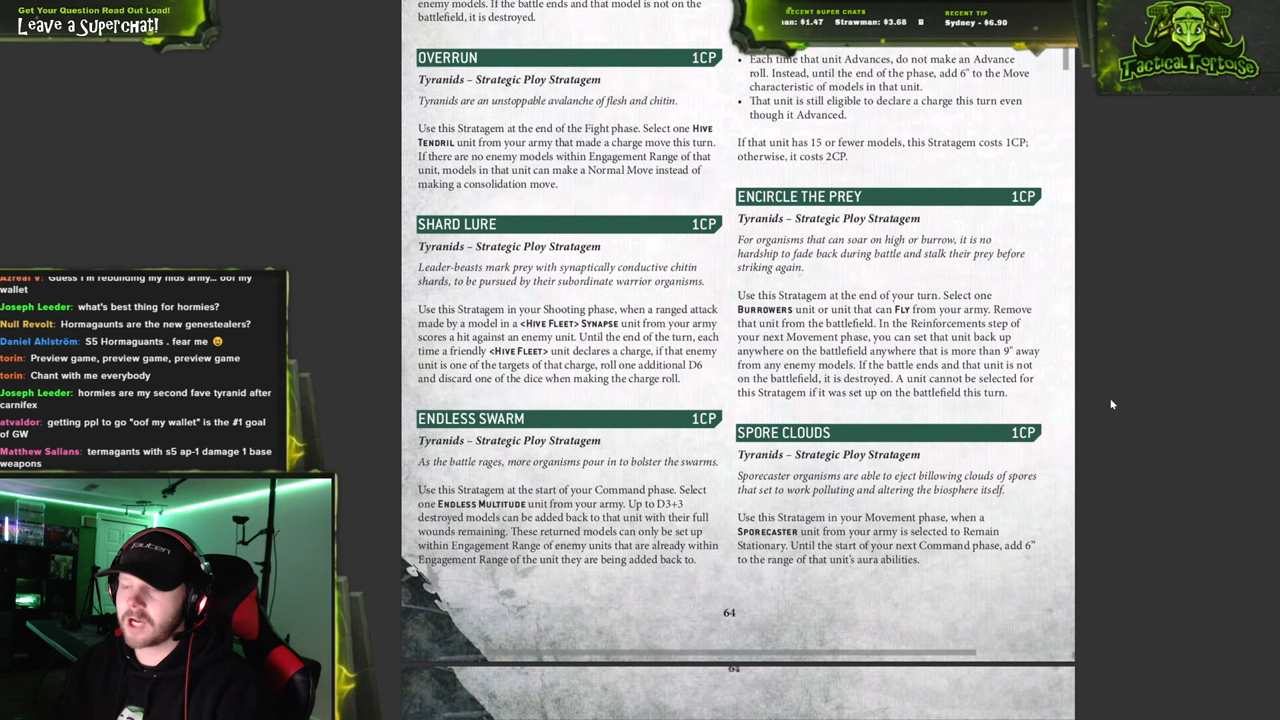 Get Your Question Read Out Load!
Leave a Superchat!
RECENT SUPER CHATS
an: $1.47 Strawman: $3.68
RECENT TIP
Sydney - $6.90
TacticalTortoise
Azreal V: Guess I'm rebuilding my nids army... oof my
wallet
Joseph Leeder: what's best thing for hormies?
Null Revolt: Hormagaunts are the new genestealers?
Daniel Ahlström: S5 Hormaguants . fear me 😃
torin: Preview game, preview game, preview game
torin: Chant with me everybody
Joseph Leeder: hormies are my second fave tyranid after
carnifex
atvaldor: getting ppl to go "oof my wallet" is the #1 goal
of GW
Matthew Sallans: termagants with s5 ap-1 damage 1 base
weapons
enemy models. If the battle ends and that model is not on the
battlefield, it is destroyed.
OVERRUN 1CP
Tyranids – Strategic Ploy Stratagem
Tyranids are an unstoppable avalanche of flesh and chitin.
Use this Stratagem at the end of the Fight phase. Select one HIVE
TENDRIL unit from your army that made a charge move this turn.
If there are no enemy models within Engagement Range of that
unit, models in that unit can make a Normal Move instead of
making a consolidation move.
SHARD LURE 1CP
Tyranids – Strategic Ploy Stratagem
Leader-beasts mark prey with synaptically conductive chitin
shards, to be pursued by their subordinate warrior organisms.
Use this Stratagem in your Shooting phase, when a ranged attack
made by a model in a <HIVE FLEET> SYNAPSE unit from your army
scores a hit against an enemy unit. Until the end of the turn, each
time a friendly <HIVE FLEET> unit declares a charge, if that enemy
unit is one of the targets of that charge, roll one additional D6
and discard one of the dice when making the charge roll.
ENDLESS SWARM 1CP
Tyranids – Strategic Ploy Stratagem
As the battle rages, more organisms pour in to bolster the swarms.
Use this Stratagem at the start of your Command phase. Select
one ENDLESS MULTITUDE unit from your army. Up to D3+3
destroyed models can be added back to that unit with their full
wounds remaining. These returned models can only be set up
within Engagement Range of enemy units that are already within
Engagement Range of the unit they are being added back to.
• Each time that unit Advances, do not make an Advance
roll. Instead, until the end of the phase, add 6" to the Move
characteristic of models in that unit.
• That unit is still eligible to declare a charge this turn even
though it Advanced.
If that unit has 15 or fewer models, this Stratagem costs 1CP;
otherwise, it costs 2CP.
ENCIRCLE THE PREY 1CP
Tyranids – Strategic Ploy Stratagem
For organisms that can soar on high or burrow, it is no
hardship to fade back during battle and stalk their prey before
striking again.
Use this Stratagem at the end of your turn. Select one
BURROWERS unit or unit that can FLY from your army. Remove
that unit from the battlefield. In the Reinforcements step of
your next Movement phase, you can set that unit back up
anywhere on the battlefield anywhere that is more than 9" away
from any enemy models. If the battle ends and that unit is not
on the battlefield, it is destroyed. A unit cannot be selected for
this Stratagem if it was set up on the battlefield this turn.
SPORE CLOUDS 1CP
Tyranids – Strategic Ploy Stratagem
Sporecaster organisms are able to eject billowing clouds of spores
that set to work polluting and altering the biosphere itself.
Use this Stratagem in your Movement phase, when a
SPORECASTER unit from your army is selected to Remain
Stationary. Until the start of your next Command phase, add 6"
to the range of that unit's aura abilities.
64
64